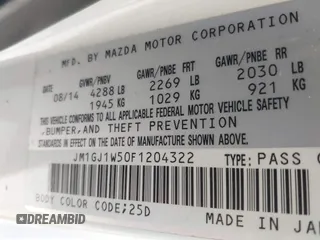 MFD. BY MAZDA MOTOR CORPORATION
GVWR/PNBV GAWR/PNBE FRT GAWR/PNBE RR
08/14 4288 LB 2269 LB 2030 LB
1945 KG 1029 KG 921 KG
THIS VEHICLE CONFORMS TO ALL APPLICABLE
FEDERAL MOTOR VEHICLE SAFETY
BUMPER, AND THEFT PREVENTION
STANDARDS IN EFFECT ON THE DATE OF
MANUFACTURE SHOWN ABOVE.
JM1GJ1W50F1204322 TYPE: PASS
BODY COLOR CODE;25D
MADE IN JAP
DREAMBID